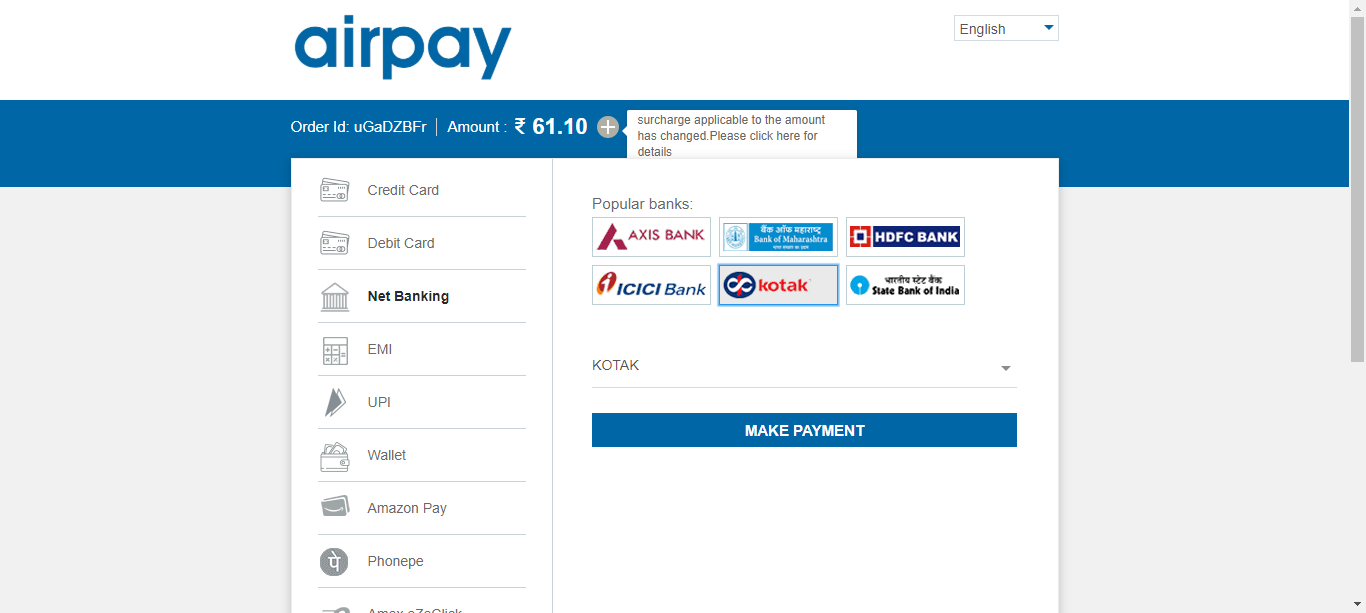 airpay
English
Order Id: uGaDZBFr | Amount : ₹ 61.10
surcharge applicable to the amount
has changed.Please click here for
details
Credit Card
Debit Card
Net Banking
EMI
UPI
Wallet
Amazon Pay
पे
Phonepe
Amex eZeClick
Popular banks:
AXIS BANK
बैंक ऑफ महाराष्ट्र
Bank of Maharashtra
HDFC BANK
ICICI Bank
kotak
भारतीय स्टेट बैंक
State Bank of India
KOTAK
MAKE PAYMENT